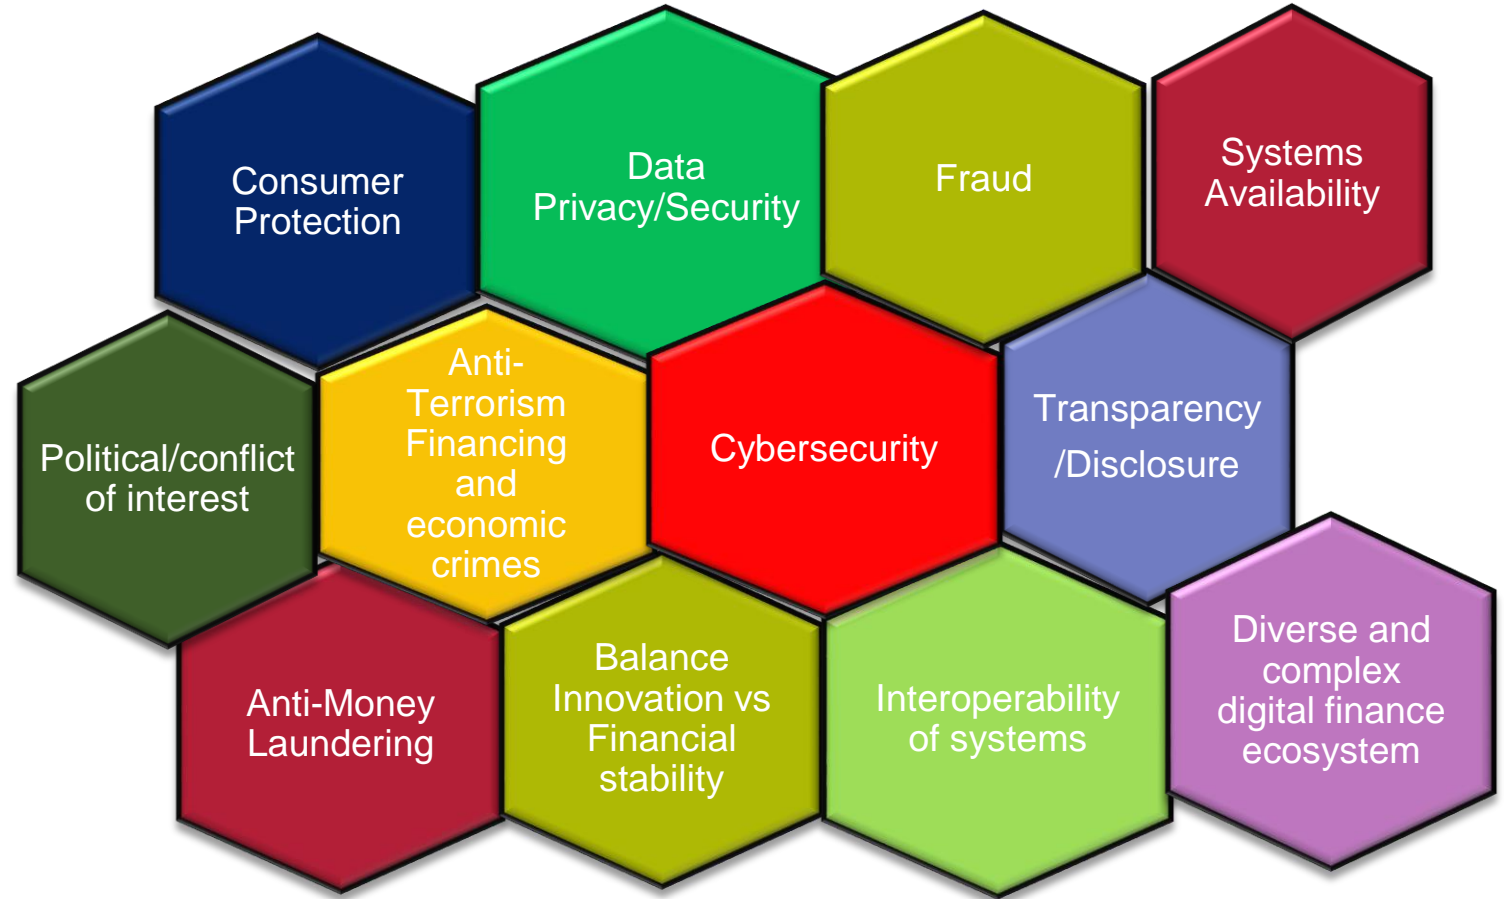 Consumer
Protection
Data
Privacy/Security
Fraud
Systems
Availability
Political/conflict
of interest
Anti-
Terrorism
Financing
and
economic
crimes
Cybersecurity
Transparency
/Disclosure
Anti-Money
Laundering
Balance
Innovation vs
Financial
stability
Interoperability
of systems
Diverse and
complex
digital finance
ecosystem